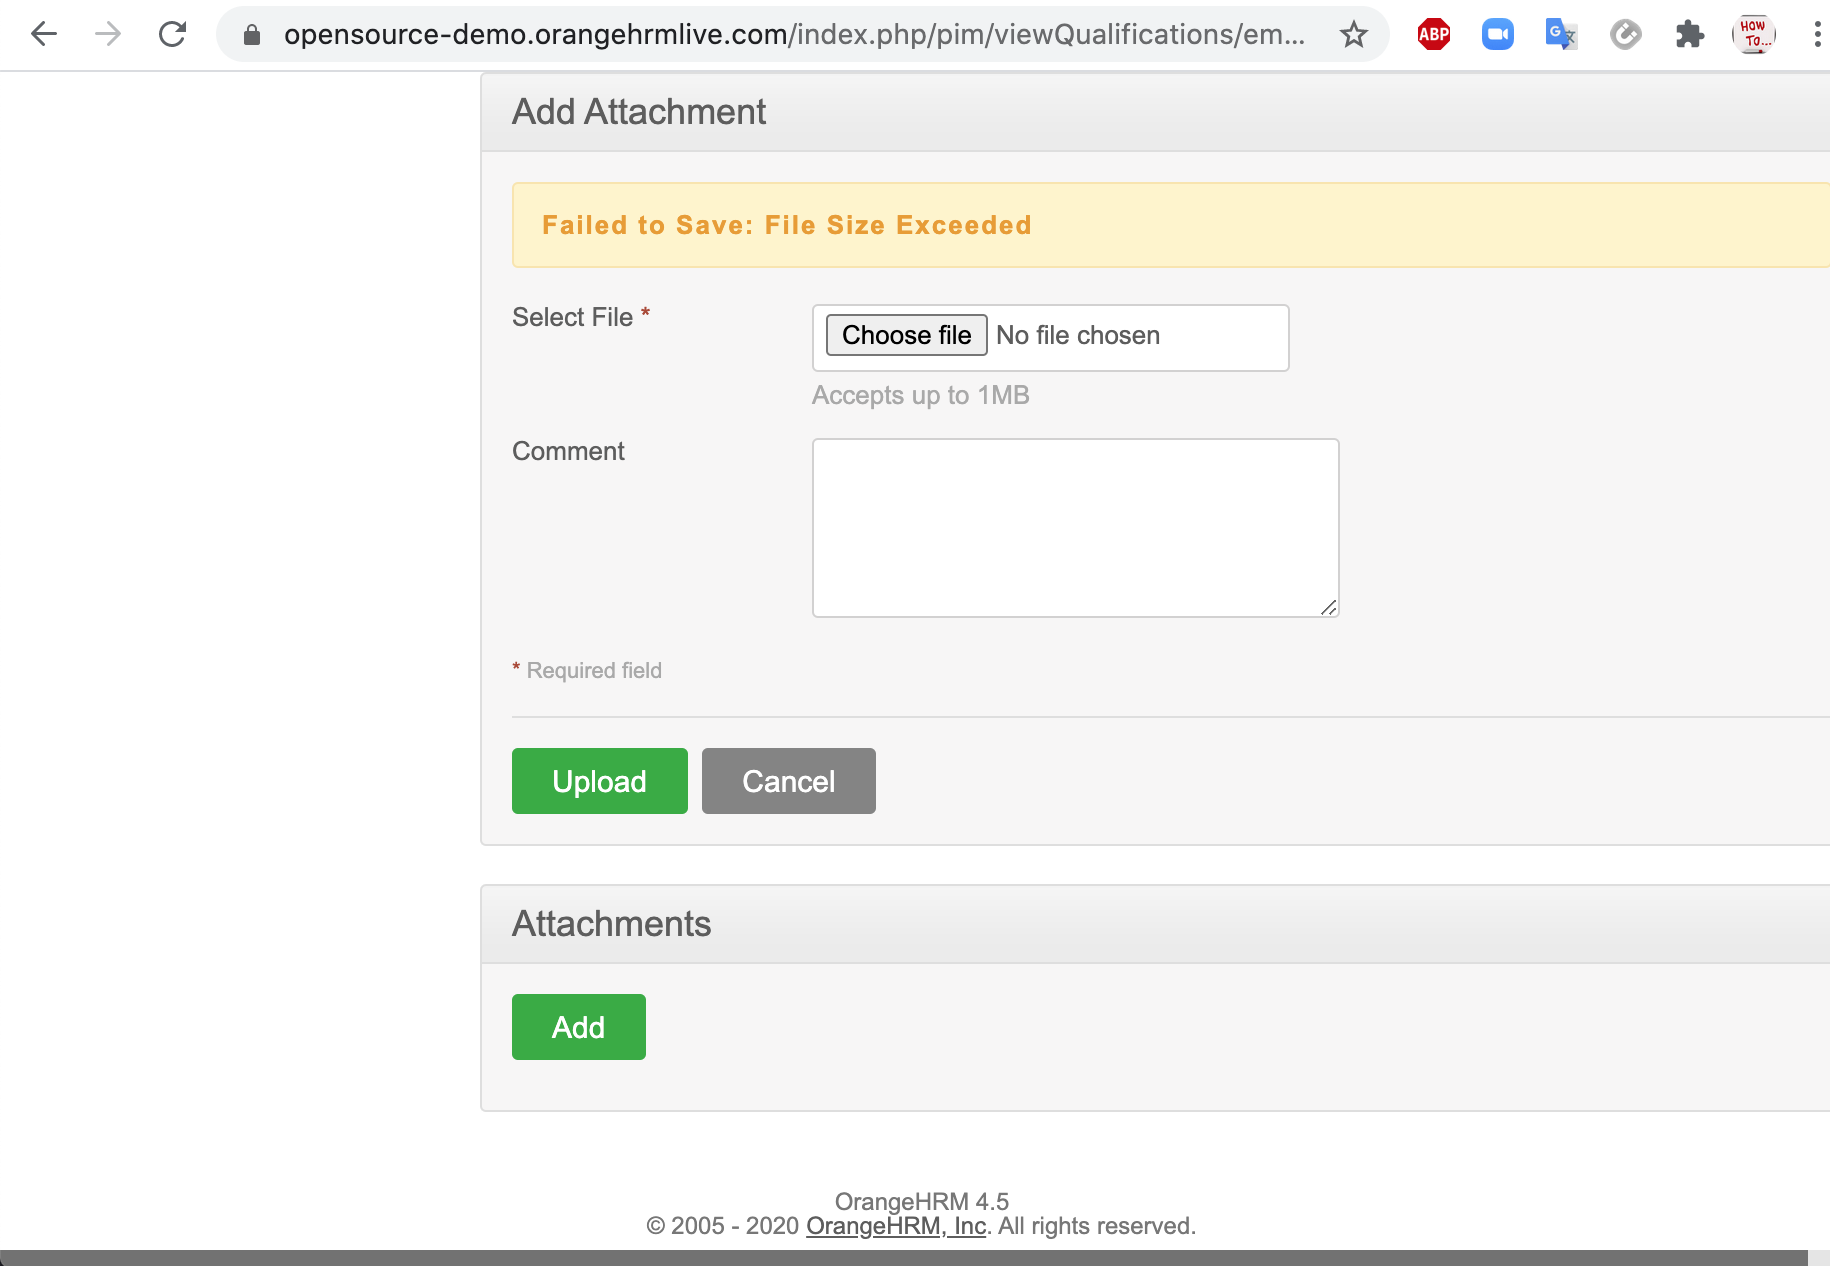 opensource-demo.orangehrmlive.com/index.php/pim/viewQualifications/em...
ABP
G
HOW
TO...
Add Attachment
Failed to Save: File Size Exceeded
Select File *
Choose file No file chosen
Accepts up to 1MB
Comment
* Required field
Upload Cancel
Attachments
Add
OrangeHRM 4.5
© 2005 - 2020 OrangeHRM, Inc. All rights reserved.